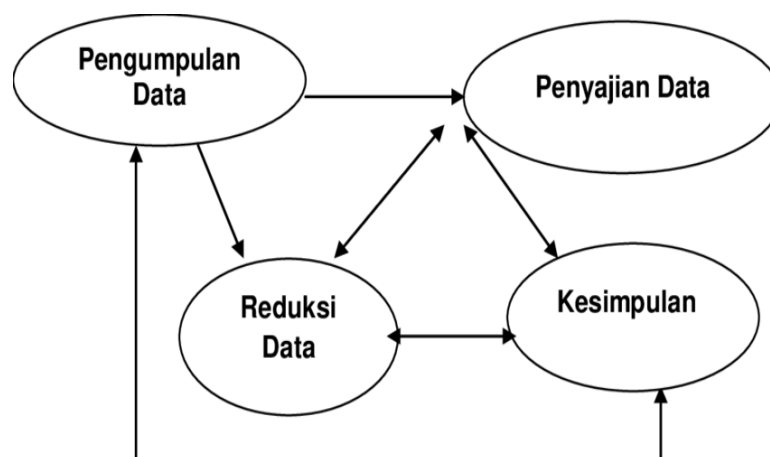 Pengumpulan
Data
Penyajian Data
Reduksi
Data
Kesimpulan